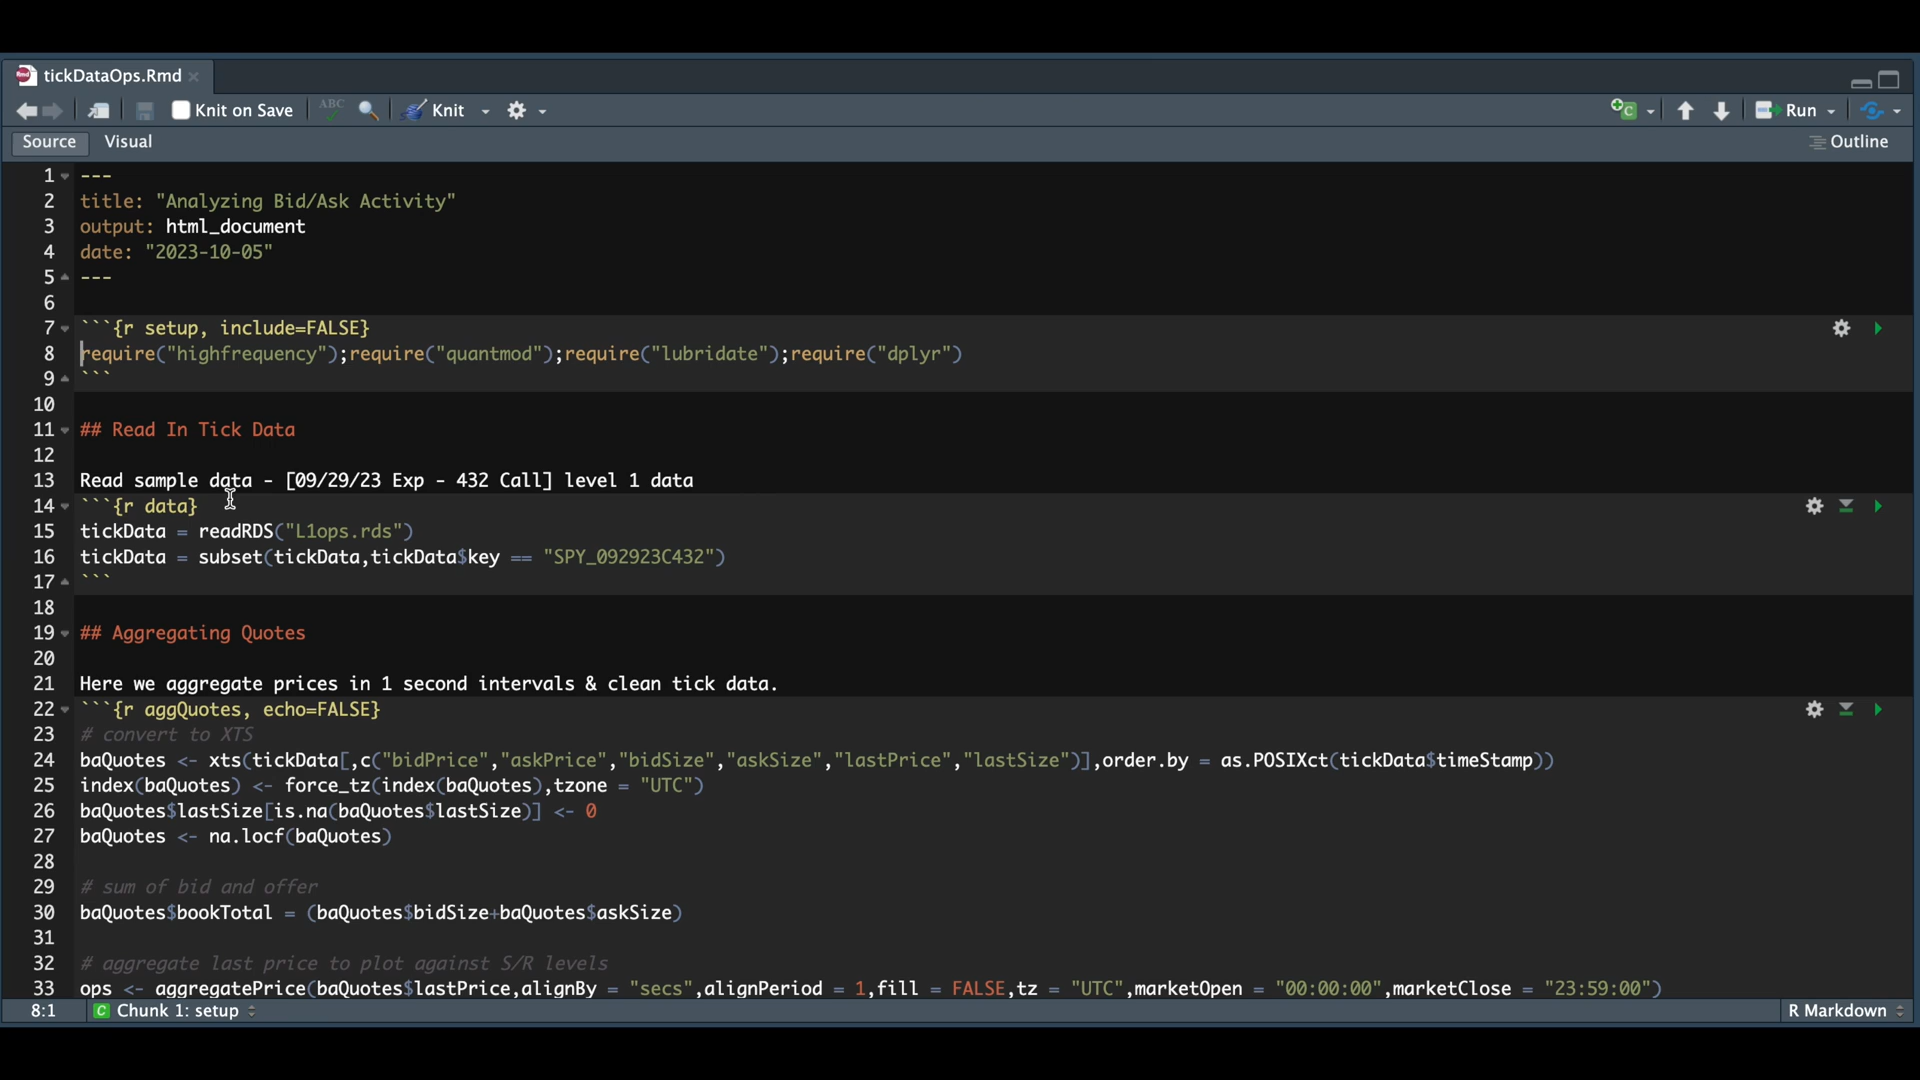 tickDataOps.Rmd
Knit on Save ABC Knit Run
Source Visual Outline
1 ---
2 title: "Analyzing Bid/Ask Activity"
3 output: html_document
4 date: "2023-10-05"
5 ---
6
7 ```{r setup, include=FALSE}
8 require("highfrequency");require("quantmod");require("lubridate");require("dplyr")
9 ```
10
11 ## Read In Tick Data
12
13 Read sample data - [09/29/23 Exp - 432 Call] level 1 data
14 ```{r data}
15 tickData = readRDS("L1ops.rds")
16 tickData = subset(tickData,tickData$key == "SPY_092923C432")
17 ```
18
19 ## Aggregating Quotes
20
21 Here we aggregate prices in 1 second intervals & clean tick data.
22 ```{r aggQuotes, echo=FALSE}
23 # convert to XTS
24 baQuotes <- xts(tickData[,c("bidPrice","askPrice","bidSize","askSize","lastPrice","lastSize")],order.by = as.POSIXct(tickData$timeStamp))
25 index(baQuotes) <- force_tz(index(baQuotes),tzone = "UTC")
26 baQuotes$lastSize[is.na(baQuotes$lastSize)] <- 0
27 baQuotes <- na.locf(baQuotes)
28
29 # sum of bid and offer
30 baQuotes$bookTotal = (baQuotes$bidSize+baQuotes$askSize)
31
32 # aggregate last price to plot against S/R levels
33 ops <- aggregatePrice(baQuotes$lastPrice,alignBy = "secs",alignPeriod = 1,fill = FALSE,tz = "UTC",marketOpen = "00:00:00",marketClose = "23:59:00")
8:1 C Chunk 1: setup R Markdown